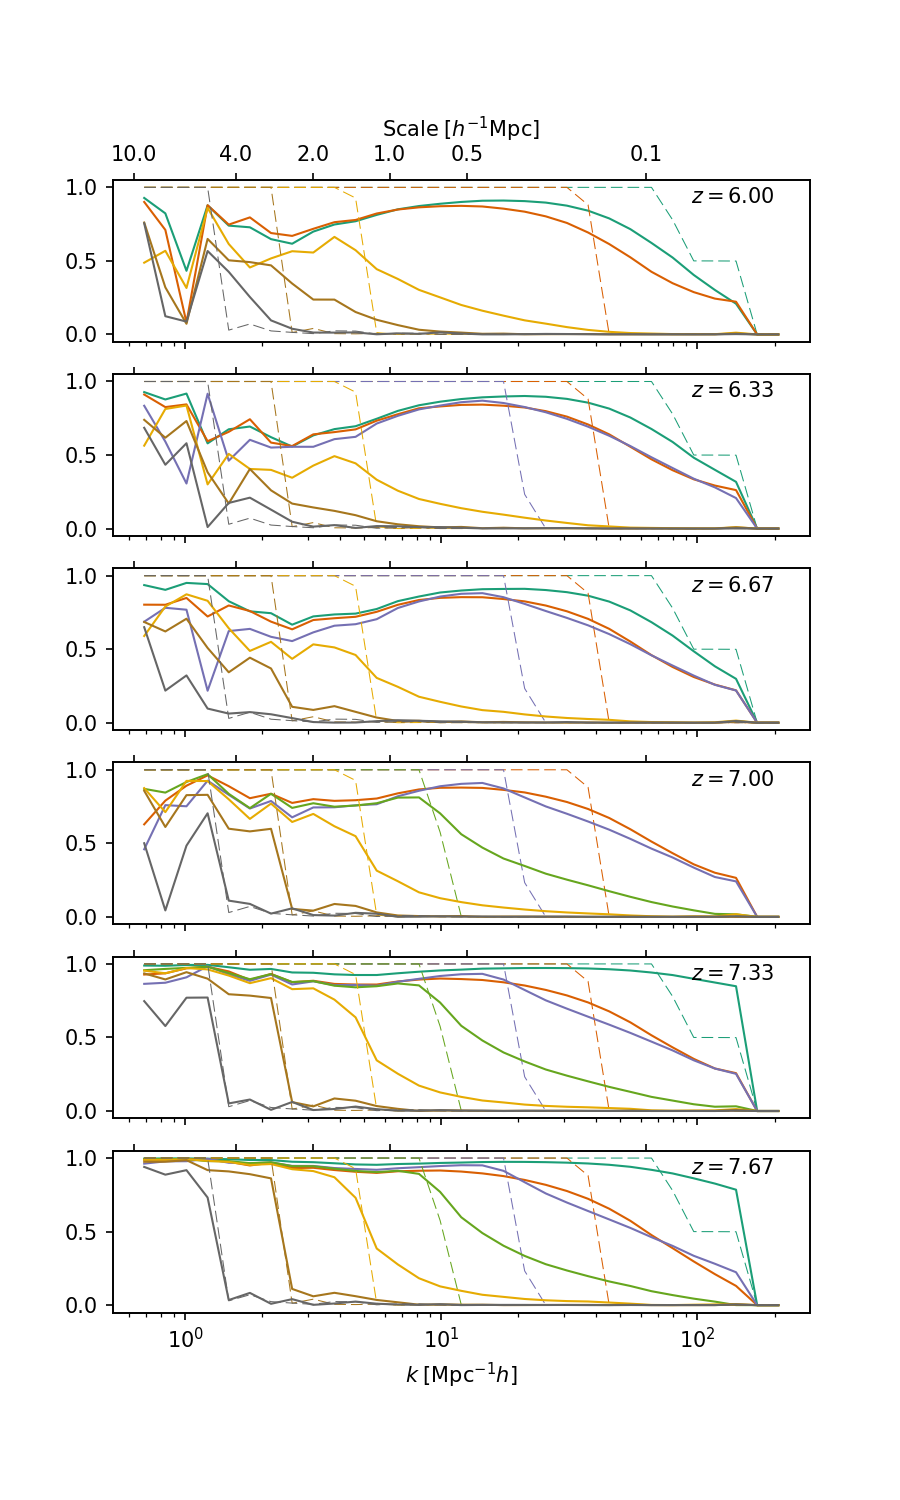 Scale [h⁻¹Mpc]
10.0 4.0 2.0 1.0 0.5 0.1
1.0 z = 6.00
0.5
0.0
1.0 z = 6.33
0.5
0.0
1.0 z = 6.67
0.5
0.0
1.0 z = 7.00
0.5
0.0
1.0 z = 7.33
0.5
0.0
1.0 z = 7.67
0.5
0.0
10⁰ 10¹ 10²
k [Mpc⁻¹h]